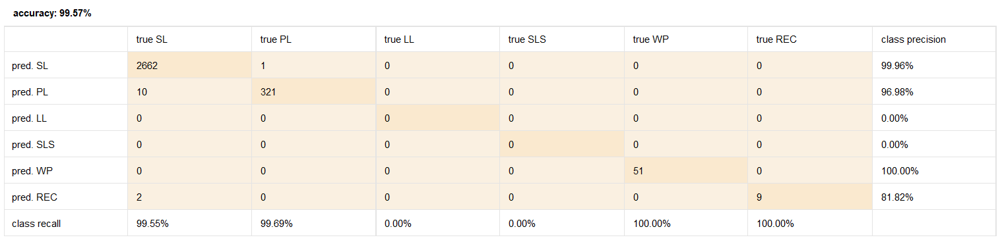 accuracy: 99.57%
true SL true PL true LL true SLS true WP true REC class precision
pred. SL 2662 1 0 0 0 0 99.96%
pred. PL 10 321 0 0 0 0 96.98%
pred. LL 0 0 0 0 0 0 0.00%
pred. SLS 0 0 0 0 0 0 0.00%
pred. WP 0 0 0 0 51 0 100.00%
pred. REC 2 0 0 0 0 9 81.82%
class recall 99.55% 99.69% 0.00% 0.00% 100.00% 100.00%